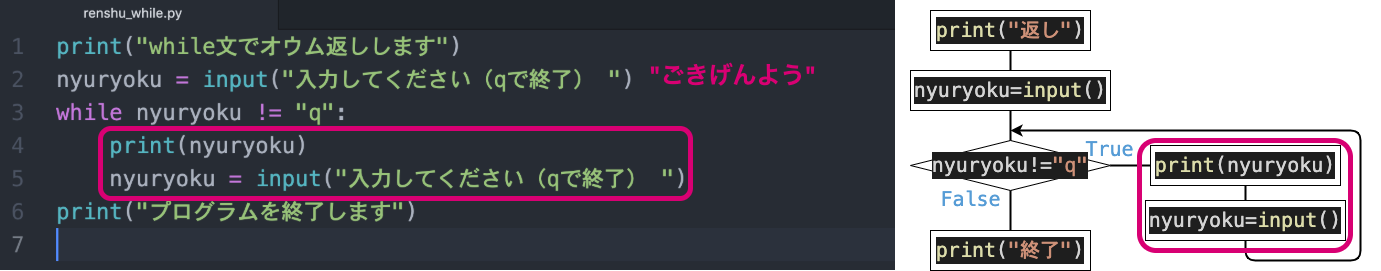 renshu_while.py
1 print("while文でオウム返しします")
2 nyuryoku = input("入力してください（qで終了） ") "ごきげんよう"
3 while nyuryoku != "q":
4 print(nyuryoku)
5 nyuryoku = input("入力してください（qで終了） ")
6 print("プログラムを終了します")
7
print("返し")
nyuryoku=input()
nyuryoku!="q"
True
False
print(nyuryoku)
nyuryoku=input()
print("終了")